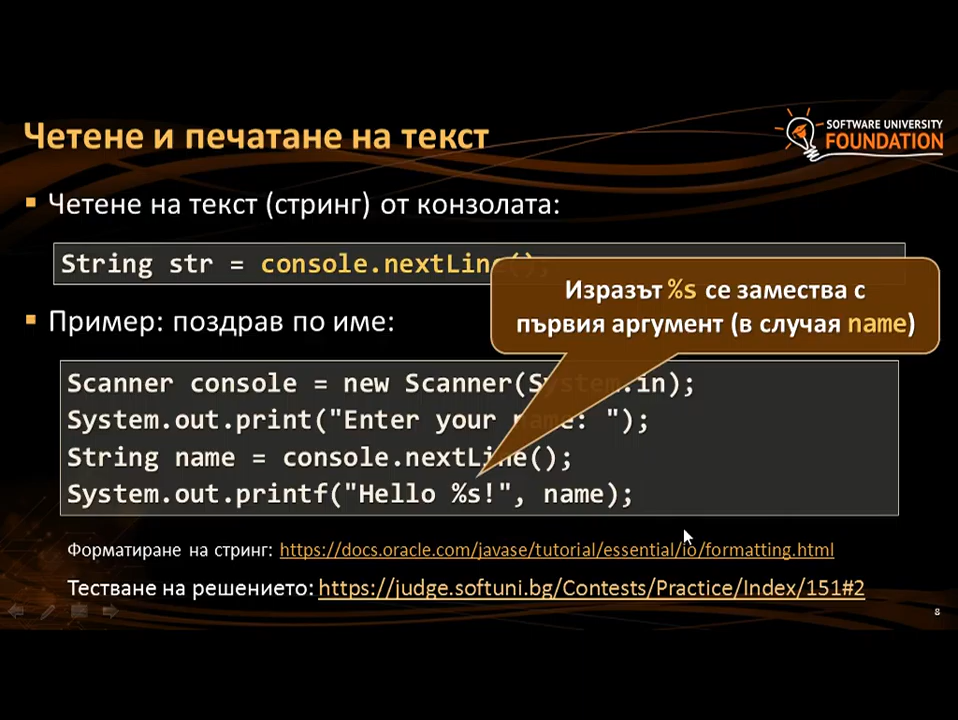 Четене и печатане на текст
SOFTWARE UNIVERSITY
FOUNDATION
Четене на текст (стринг) от конзолата:
String str = console.nextLine();
Изразът %s се замества с
първия аргумент (в случая name)
Пример: поздрав по име:
Scanner console = new Scanner(System.in);
System.out.print("Enter your name: ");
String name = console.nextLine();
System.out.printf("Hello %s!", name);
Форматиране на стринг: https://docs.oracle.com/javase/tutorial/essential/io/formatting.html
Тестване на решението: https://judge.softuni.bg/Contests/Practice/Index/151#2
8